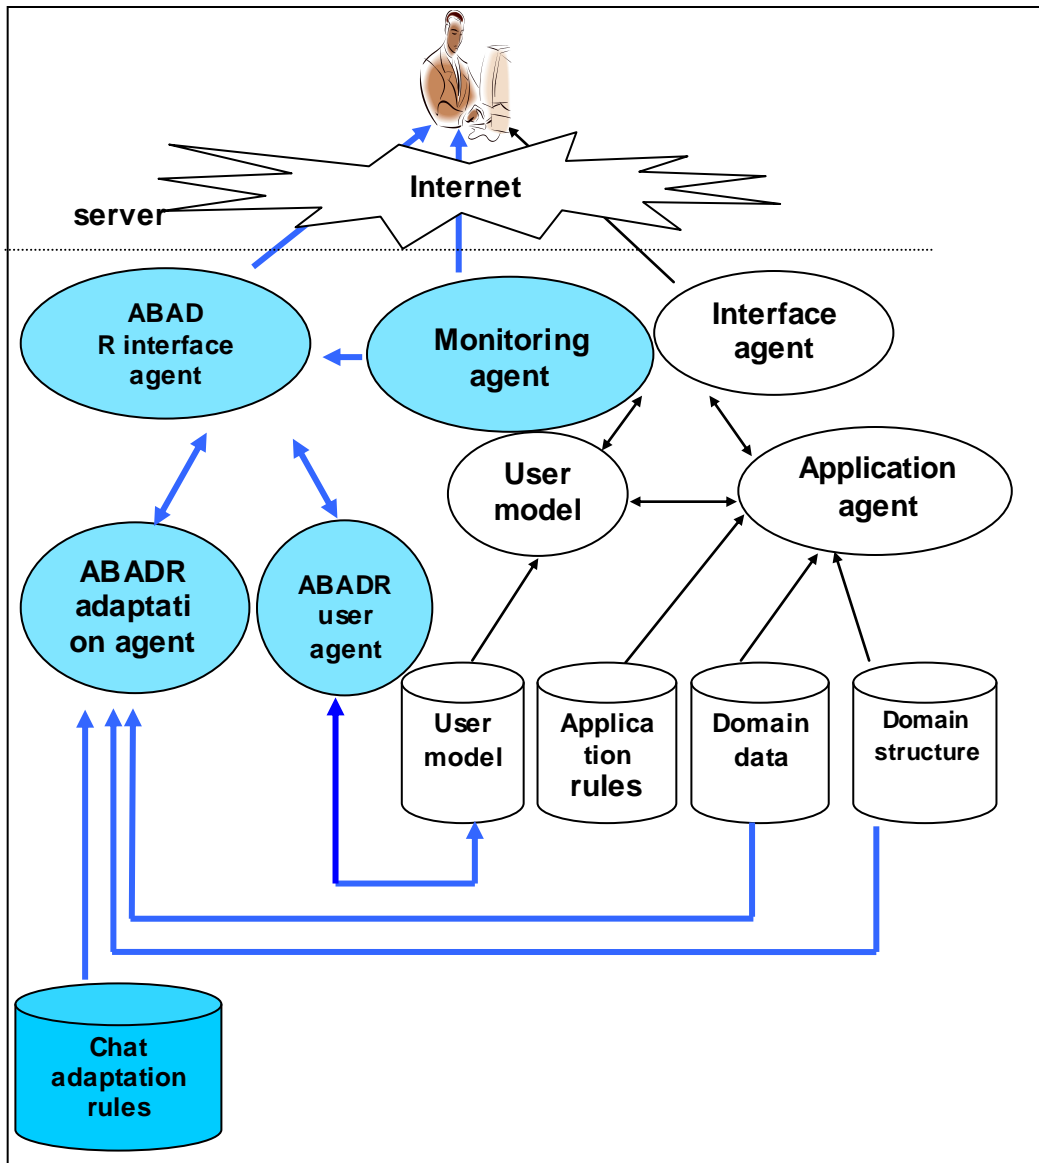 Internet
server
ABAD
R interface
agent
Monitoring
agent
Interface
agent
User
model
Application
agent
ABADR
adaptati
on agent
ABADR
user
agent
User
model
Applica
tion
rules
Domain
data
Domain
structure
Chat
adaptation
rules